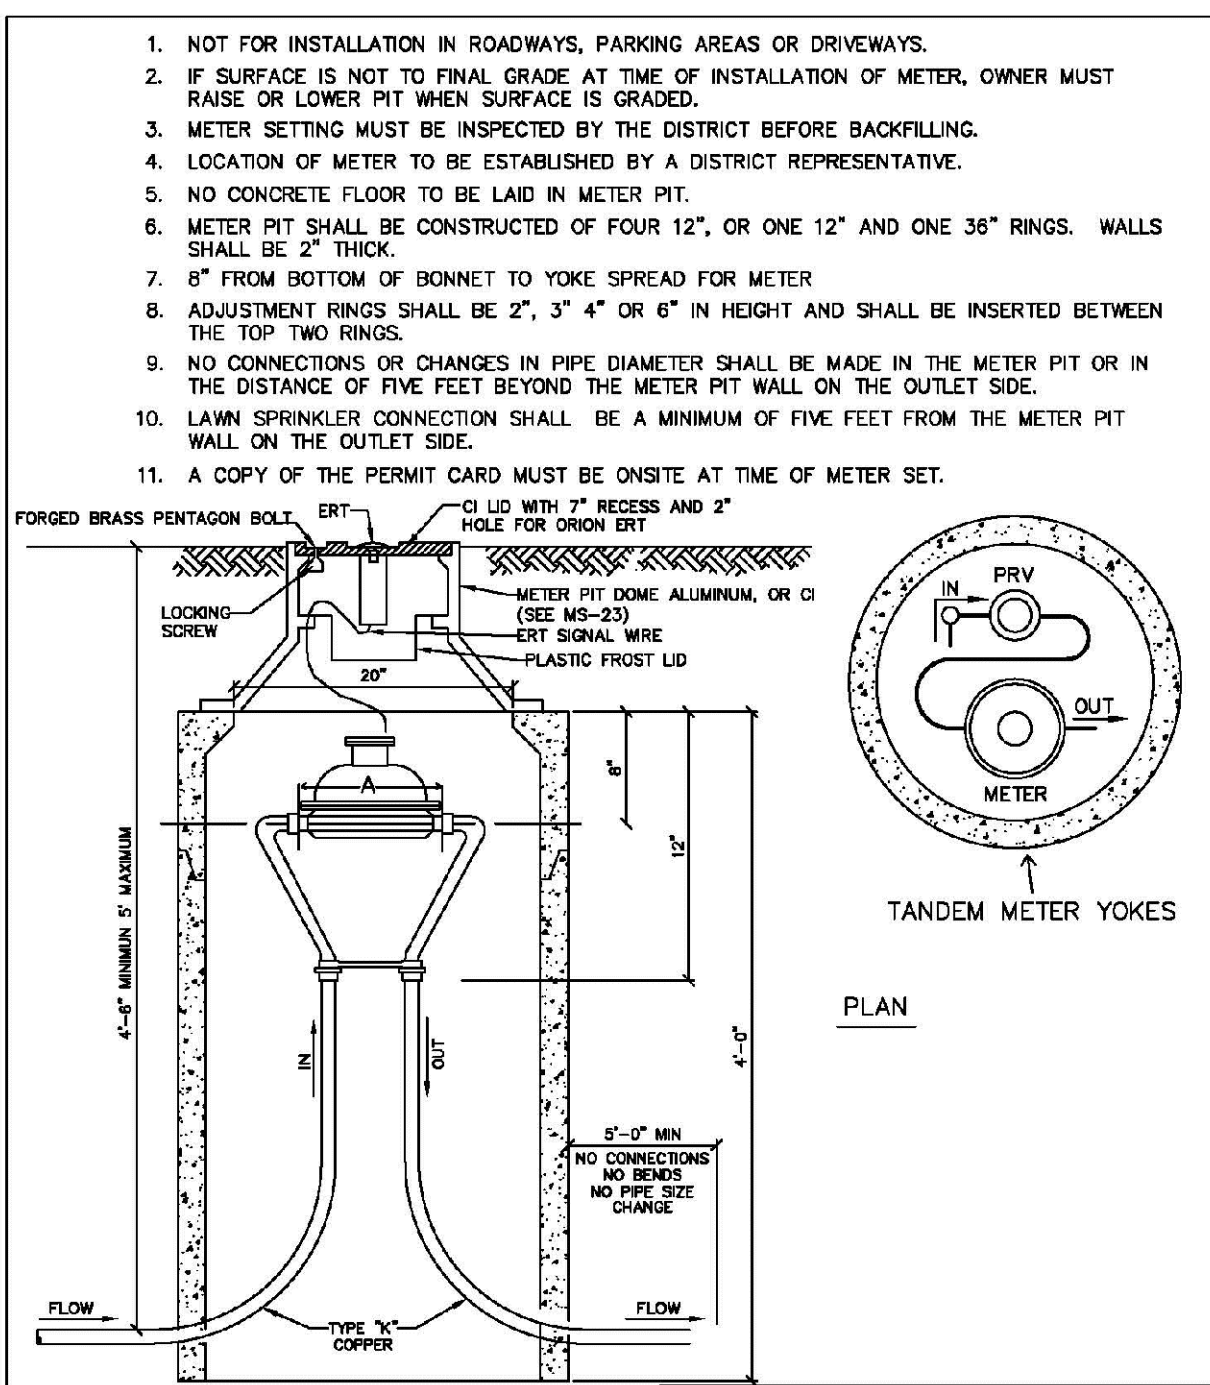 1. NOT FOR INSTALLATION IN ROADWAYS, PARKING AREAS OR DRIVEWAYS.
2. IF SURFACE IS NOT TO FINAL GRADE AT TIME OF INSTALLATION OF METER, OWNER MUST
RAISE OR LOWER PIT WHEN SURFACE IS GRADED.
3. METER SETTING MUST BE INSPECTED BY THE DISTRICT BEFORE BACKFILLING.
4. LOCATION OF METER TO BE ESTABLISHED BY A DISTRICT REPRESENTATIVE.
5. NO CONCRETE FLOOR TO BE LAID IN METER PIT.
6. METER PIT SHALL BE CONSTRUCTED OF FOUR 12", OR ONE 12" AND ONE 36" RINGS. WALLS
SHALL BE 2" THICK.
7. 8" FROM BOTTOM OF BONNET TO YOKE SPREAD FOR METER
8. ADJUSTMENT RINGS SHALL BE 2", 3" 4" OR 6" IN HEIGHT AND SHALL BE INSERTED BETWEEN
THE TOP TWO RINGS.
9. NO CONNECTIONS OR CHANGES IN PIPE DIAMETER SHALL BE MADE IN THE METER PIT OR IN
THE DISTANCE OF FIVE FEET BEYOND THE METER PIT WALL ON THE OUTLET SIDE.
10. LAWN SPRINKLER CONNECTION SHALL BE A MINIMUM OF FIVE FEET FROM THE METER PIT
WALL ON THE OUTLET SIDE.
11. A COPY OF THE PERMIT CARD MUST BE ONSITE AT TIME OF METER SET.
FORGED BRASS PENTAGON BOLT
ERT
CI LID WITH 7" RECESS AND 2"
HOLE FOR ORION ERT
LOCKING
SCREW
METER PIT DOME ALUMINUM, OR CI
(SEE MS-23)
ERT SIGNAL WIRE
PLASTIC FROST LID
20"
A
8"
12"
4'-6" MINIMUN 5' MAXIMUM
4'-0"
IN
OUT
5'-0" MIN
NO CONNECTIONS
NO BENDS
NO PIPE SIZE
CHANGE
FLOW
TYPE "K"
COPPER
FLOW
IN
PRV
OUT
METER
TANDEM METER YOKES
PLAN